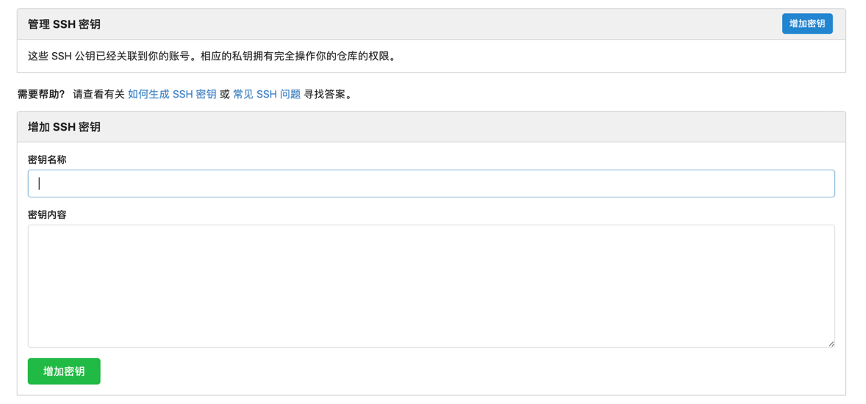 管理 SSH 密钥
增加密钥
这些 SSH 公钥已经关联到你的账号。相应的私钥拥有完全操作你的仓库的权限。
需要帮助？ 请查看有关 如何生成 SSH 密钥 或 常见 SSH 问题 寻找答案。
增加 SSH 密钥
密钥名称
密钥内容
增加密钥